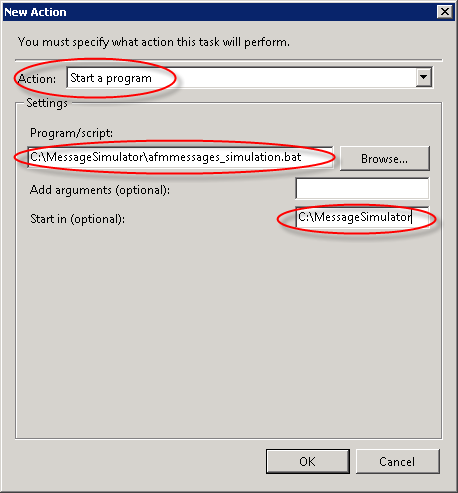 New Action
You must specify what action this task will perform.
Action: Start a program
Settings
Program/script:
C:\MessageSimulator\afmmessages_simulation.bat Browse...
Add arguments (optional):
Start in (optional): C:\MessageSimulator
OK Cancel